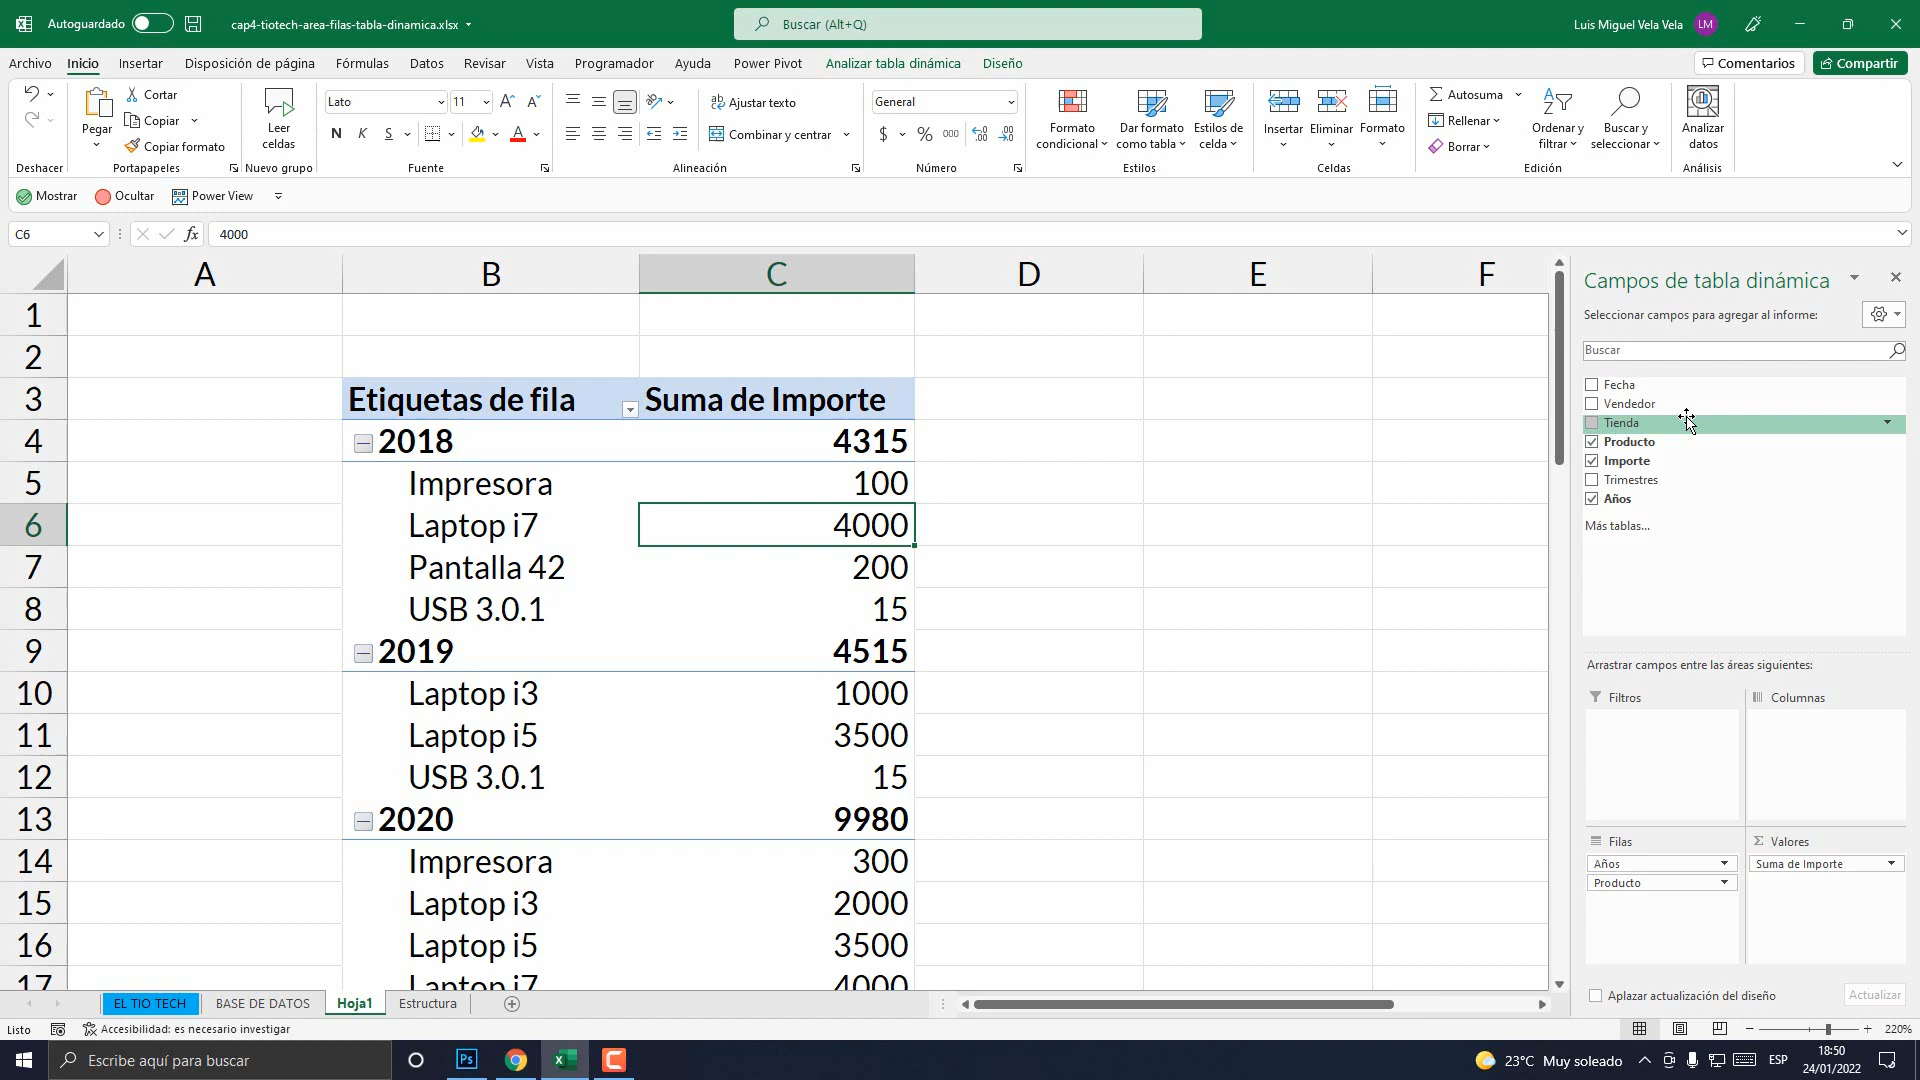 Autoguardado cap4-tiotech-area-filas-tabla-dinamica.xlsx Buscar (Alt+Q) Luis Miguel Vela Vela LM
Archivo Inicio Insertar Disposición de página Fórmulas Datos Revisar Vista Programador Ayuda Power Pivot Analizar tabla dinámica Diseño Comentarios Compartir
Pegar Cortar Copiar Copiar formato
Leer celdas
Lato 11
N K S
Ajustar texto
Combinar y centrar
General
$ % 000
Formato condicional Dar formato como tabla Estilos de celda
Insertar Eliminar Formato
Autosuma
Rellenar
Borrar
Ordenar y filtrar Buscar y seleccionar
Analizar datos
Deshacer Portapapeles Nuevo grupo Fuente Alineación Número Estilos Celdas Edición Análisis
Mostrar Ocultar Power View
C6 fx 4000
A B C D E F
1
2
3 Etiquetas de fila Suma de Importe
4 2018 4315
5 Impresora 100
6 Laptop i7 4000
7 Pantalla 42 200
8 USB 3.0.1 15
9 2019 4515
10 Laptop i3 1000
11 Laptop i5 3500
12 USB 3.0.1 15
13 2020 9980
14 Impresora 300
15 Laptop i3 2000
16 Laptop i5 3500
17 Laptop i7 4000
Campos de tabla dinámica
Seleccionar campos para agregar al informe:
Buscar
Fecha
Vendedor
Tienda
Producto
Importe
Trimestres
Años
Más tablas...
Arrastrar campos entre las áreas siguientes:
Filtros Columnas
Filas Σ Valores
Años Suma de Importe
Producto
Aplazar actualización del diseño Actualizar
EL TIO TECH BASE DE DATOS Hoja1 Estructura
Listo Accesibilidad: es necesario investigar 220%
Escribe aquí para buscar Ps 23°C Muy soleado ESP 18:50
24/01/2022